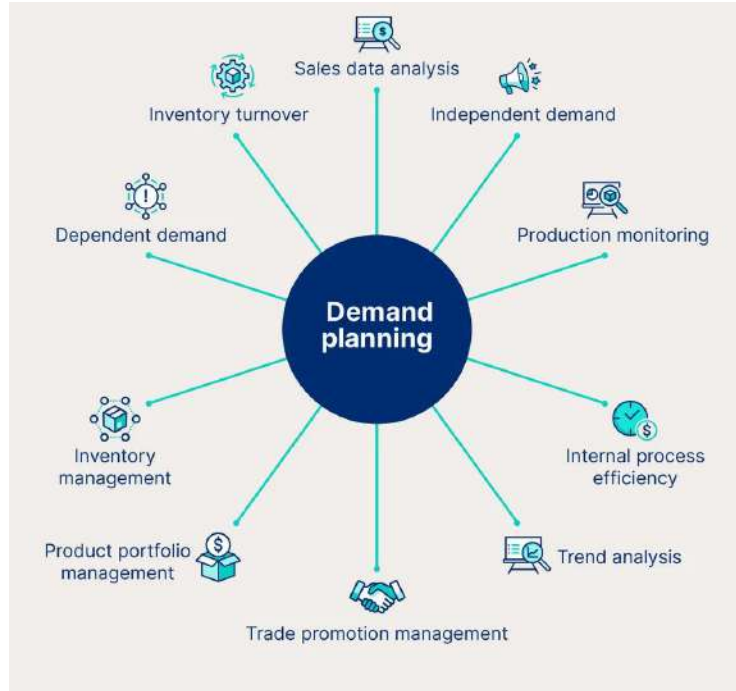 Sales data analysis
Inventory turnover
Independent demand
Dependent demand
Production monitoring
Demand
planning
Inventory
management
Internal process
efficiency
Product portfolio
management
Trend analysis
Trade promotion management